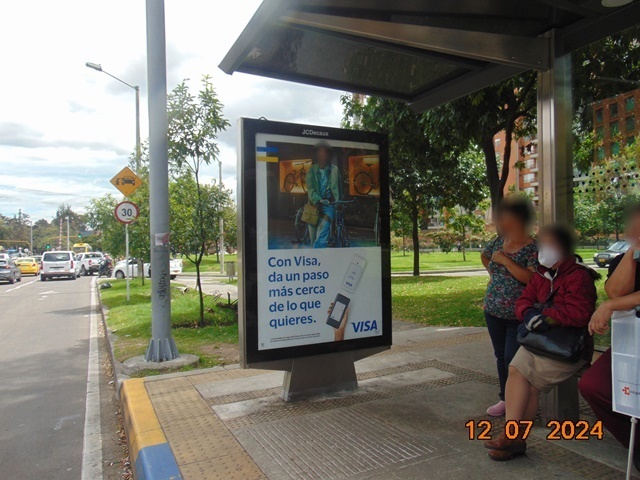 JCDecaux
Con Visa,
da un paso
más cerca
de lo que
quieres.
VISA
30
12 07 2024